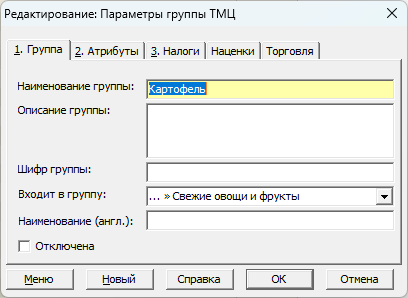 Редактирование: Параметры группы ТМЦ
1. Группа 2. Атрибуты 3. Налоги Наценки Торговля
Наименование группы: Картофель
Описание группы:
Шифр группы:
Входит в группу: ... » Свежие овощи и фрукты
Наименование (англ.):
Отключена
Меню Новый Справка OK Отмена